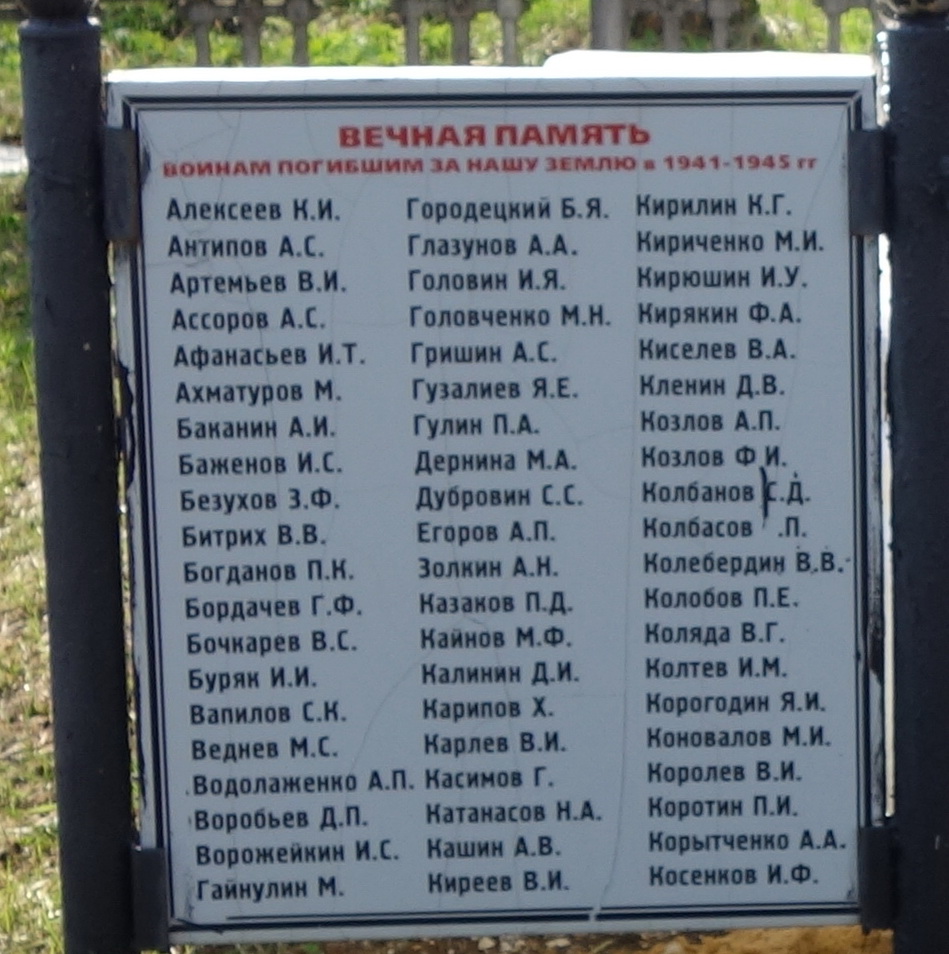 ВЕЧНАЯ ПАМЯТЬ
ВОИНАМ ПОГИБШИМ ЗА НАШУ ЗЕМЛЮ в 1941-1945 гг
Алексеев К.И.
Антипов А.С.
Артемьев В.И.
Ассоров А.С.
Афанасьев И.Т.
Ахматуров М.
Баканин А.И.
Баженов И.С.
Безухов З.Ф.
Битрих В.В.
Богданов П.К.
Бордачев Г.Ф.
Бочкарев В.С.
Буряк И.И.
Вапилов С.К.
Веднев М.С.
Водолаженко А.П.
Воробьев Д.П.
Ворожейкин И.С.
Гайнулин М.
Городецкий Б.Я.
Глазунов А.А.
Головин И.Я.
Головченко М.Н.
Гришин А.С.
Гузалиев Я.Е.
Гулин П.А.
Дернина М.А.
Дубровин С.С.
Егоров А.П.
Золкин А.Н.
Казаков П.Д.
Кайнов М.Ф.
Калинин Д.И.
Карипов Х.
Карлев В.И.
Касимов Г.
Катанасов Н.А.
Кашин А.В.
Киреев В.И.
Кирилин К.Г.
Кириченко М.И.
Кирюшин И.У.
Кирякин Ф.А.
Киселев В.А.
Кленин Д.В.
Козлов А.П.
Козлов Ф И.
Колбанов С.Д.
Колбасов .П.
Колебердин В.В.
Колобов П.Е.
Коляда В.Г.
Колтев И.М.
Корогодин Я.И.
Коновалов М.И.
Королев В.И.
Коротин П.И.
Корытченко А.А.
Косенков И.Ф.